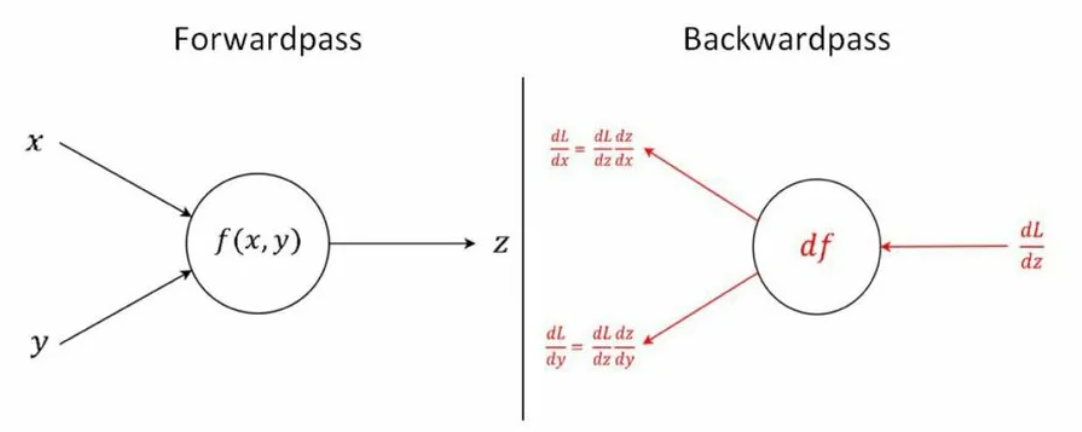 Forwardpass
x
f(x, y)
z
y
Backwardpass
dL/dx = dL/dz dz/dx
df
dL/dz
dL/dy = dL/dz dz/dy